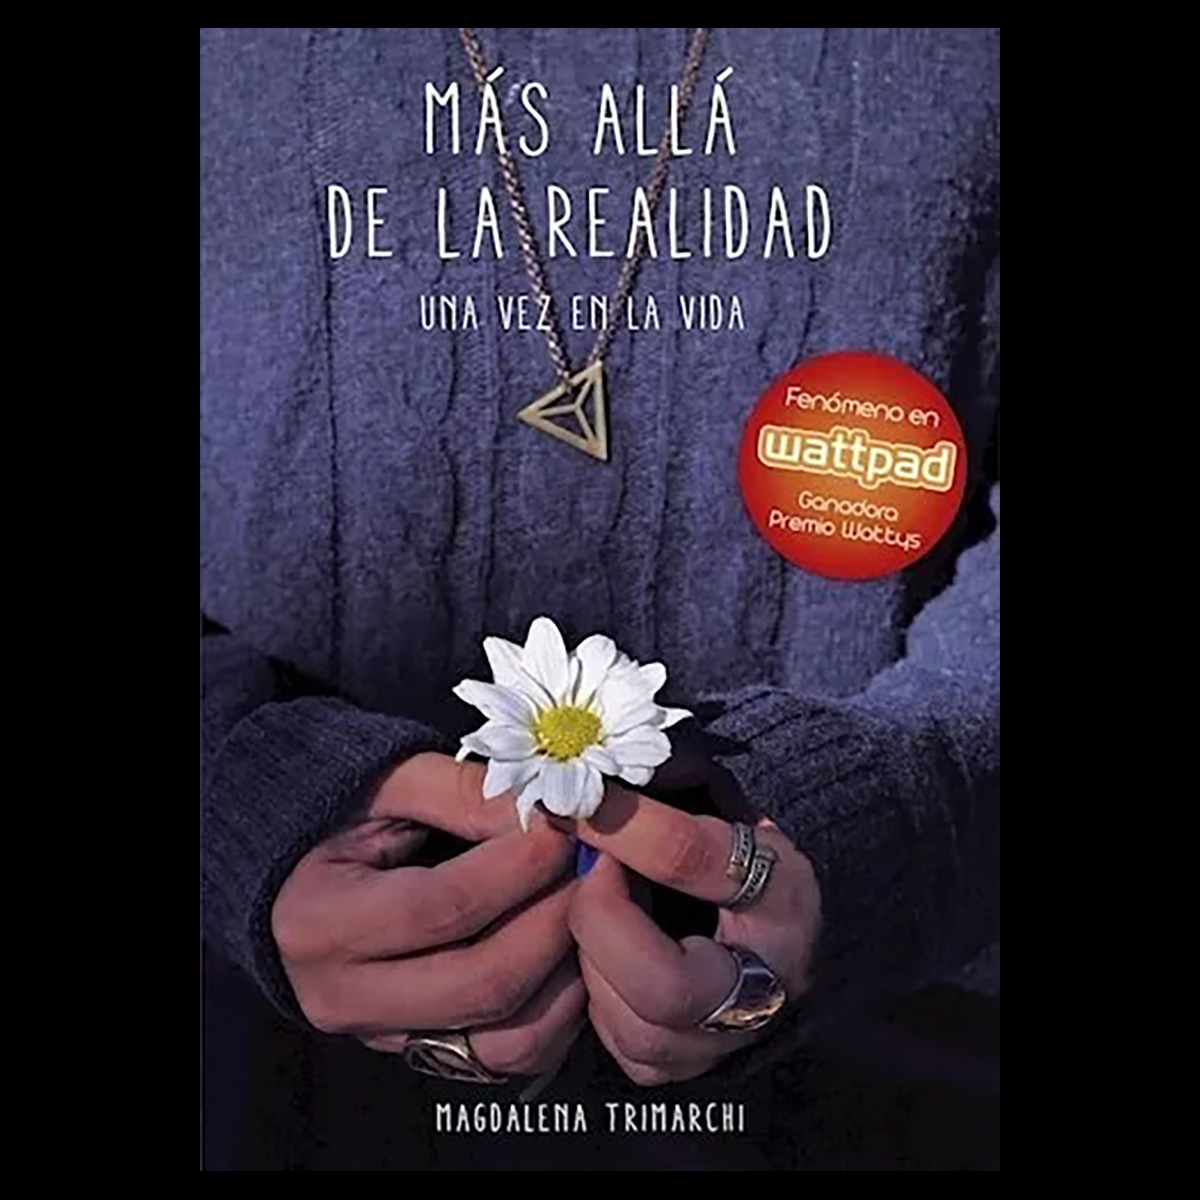 MÁS ALLÁ
DE LA REALIDAD
UNA VEZ EN LA VIDA
Fenómeno en
wattpad
Ganadora
Premio Wattys
MAGDALENA TRIMARCHI